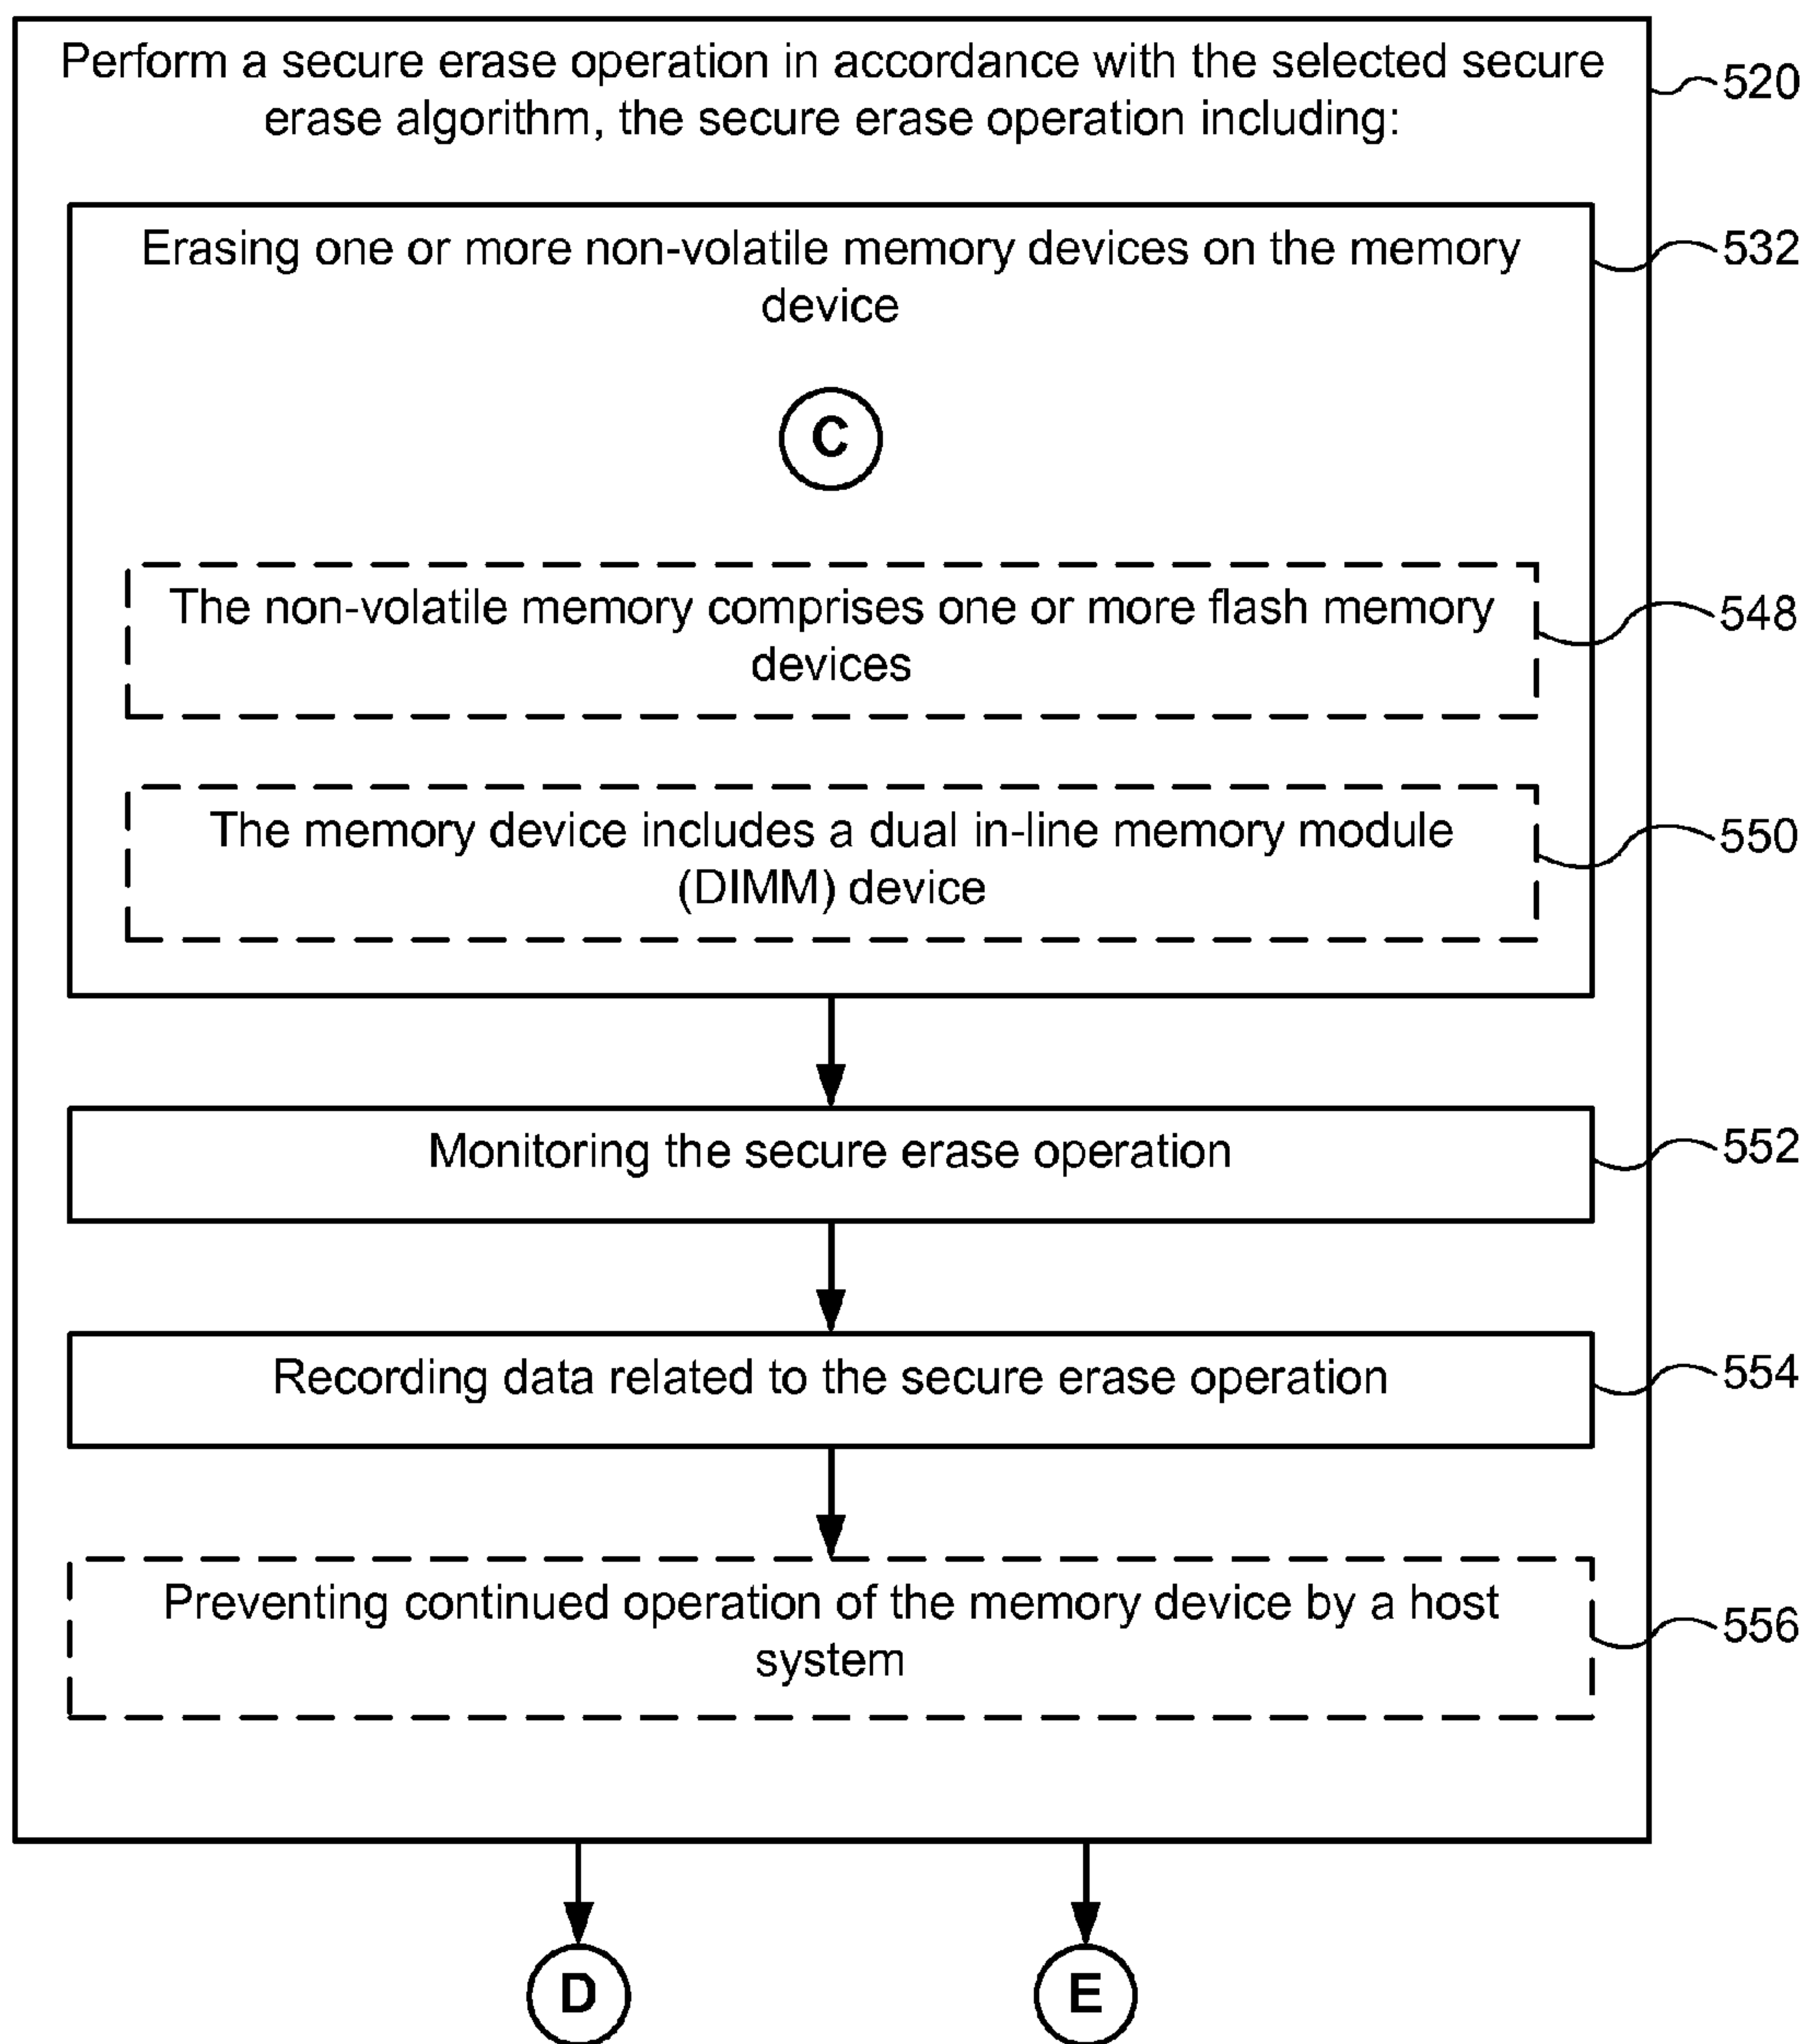 Perform a secure erase operation in accordance with the selected secure
erase algorithm, the secure erase operation including:
520
Erasing one or more non-volatile memory devices on the memory
device
532
C
The non-volatile memory comprises one or more flash memory
devices
548
The memory device includes a dual in-line memory module
(DIMM) device
550
Monitoring the secure erase operation
552
Recording data related to the secure erase operation
554
Preventing continued operation of the memory device by a host
system
556
D
E